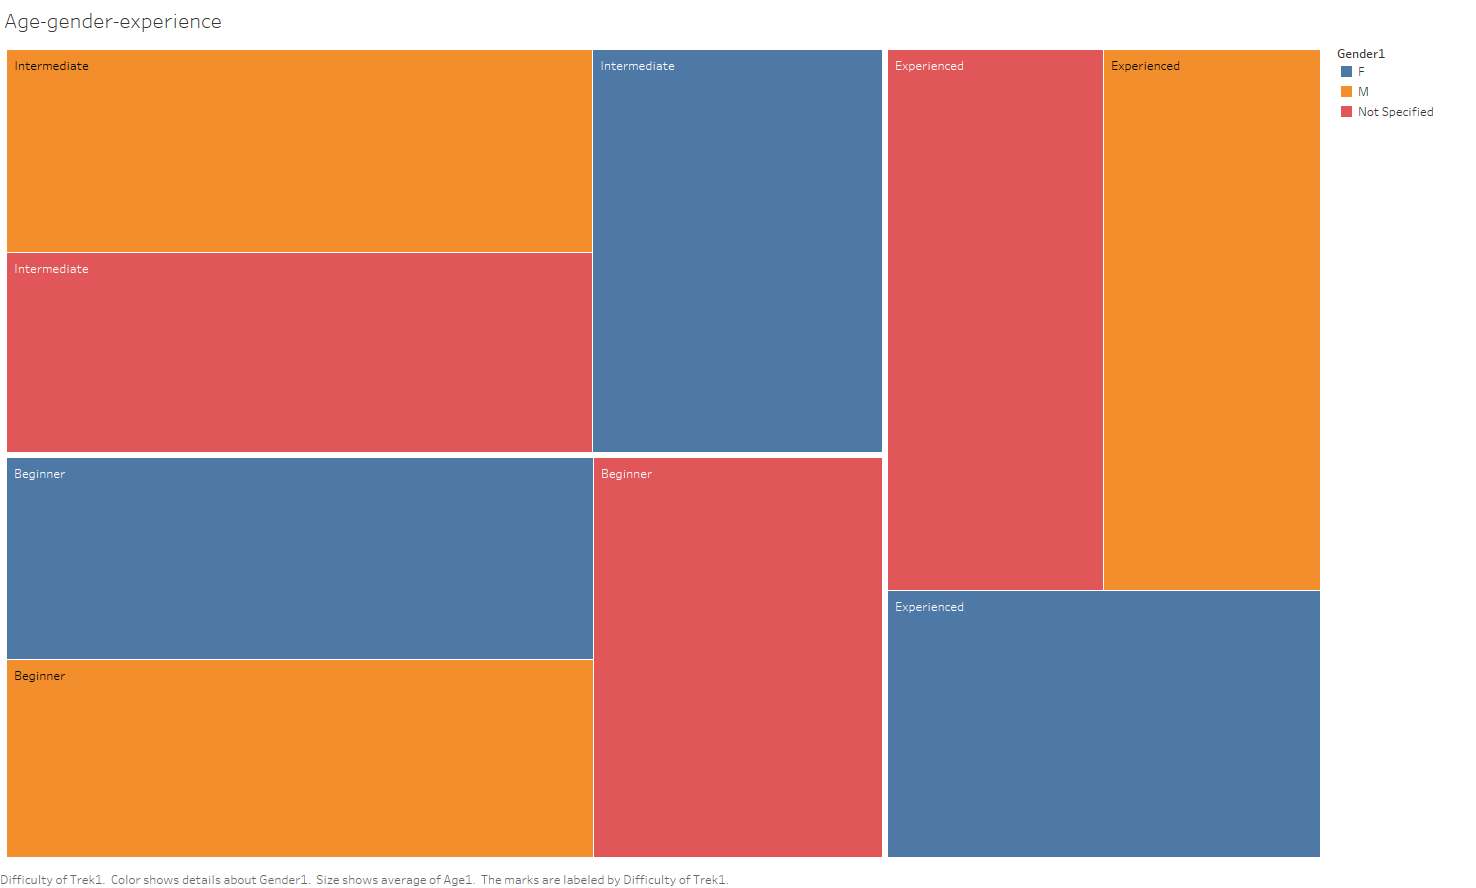 Age-gender-experience
Intermediate
Intermediate
Experienced
Experienced
Gender1
F
M
Not Specified
Intermediate
Beginner
Beginner
Experienced
Beginner
Difficulty of Trek1.  Color shows details about Gender1.  Size shows average of Age1.  The marks are labeled by Difficulty of Trek1.